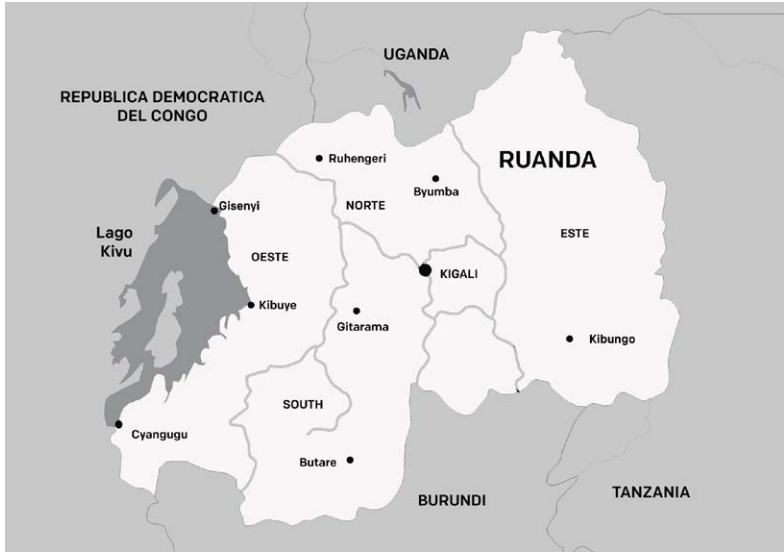 UGANDA
REPUBLICA DEMOCRATICA
DEL CONGO
RUANDA
Ruhengeri
Byumba
NORTE
Gisenyi
Lago
Kivu
ESTE
OESTE
KIGALI
Kibuye
Gitarama
Kibungo
SOUTH
Cyangugu
Butare
BURUNDI
TANZANIA